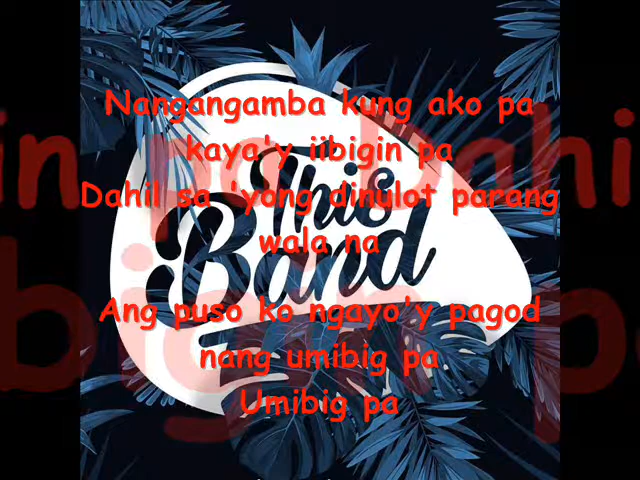 Nangangamba kung ako pa
kaya'y iibigin pa
Dahil sa 'yong dinulot parang
wala na
Ang puso ko ngayo'y pagod
nang umibig pa
Umibig pa
This
Band